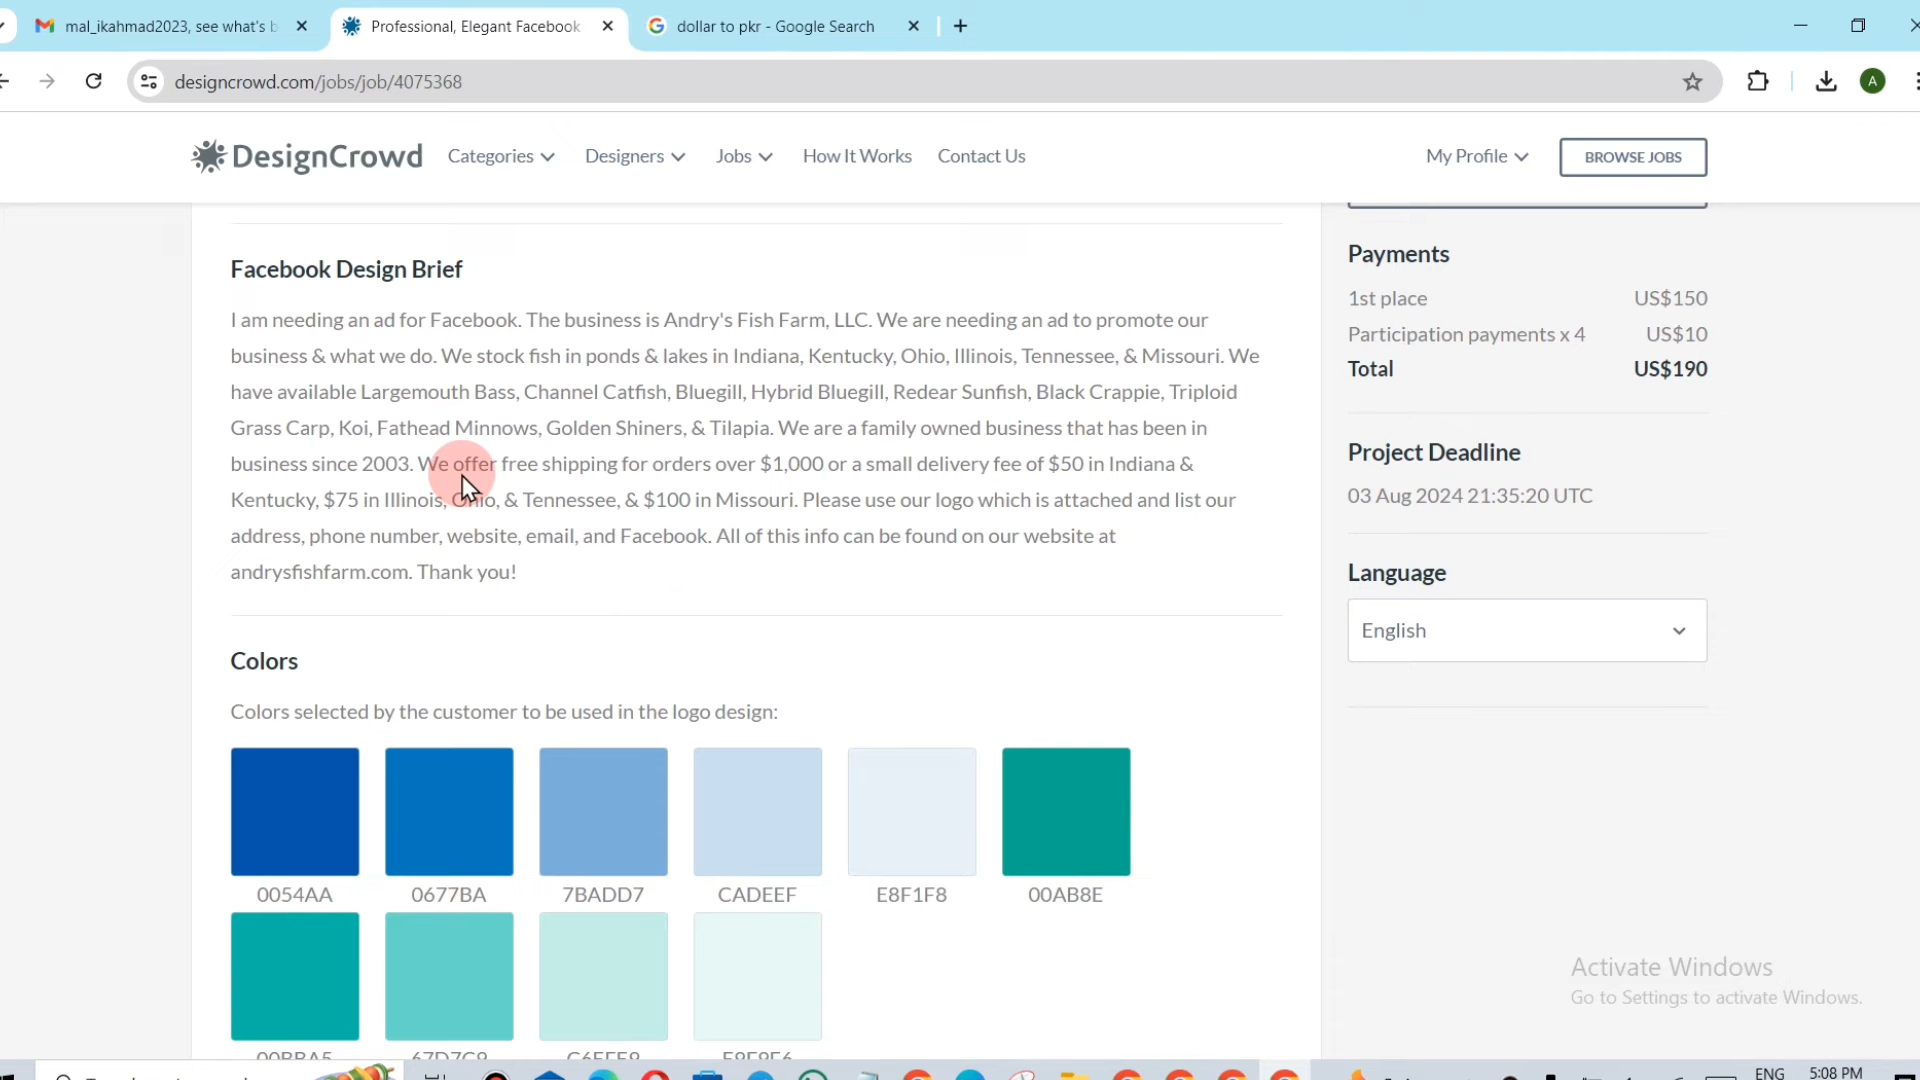 mal_ikahmad2023, see what's b
Professional, Elegant Facebook
dollar to pkr - Google Search
designcrowd.com/jobs/job/4075368
A
DesignCrowd
Categories
Designers
Jobs
How It Works
Contact Us
My Profile
BROWSE JOBS
Facebook Design Brief
I am needing an ad for Facebook. The business is Andry's Fish Farm, LLC. We are needing an ad to promote our
business & what we do. We stock fish in ponds & lakes in Indiana, Kentucky, Ohio, Illinois, Tennessee, & Missouri. We
have available Largemouth Bass, Channel Catfish, Bluegill, Hybrid Bluegill, Redear Sunfish, Black Crappie, Triploid
Grass Carp, Koi, Fathead Minnows, Golden Shiners, & Tilapia. We are a family owned business that has been in
business since 2003. We offer free shipping for orders over $1,000 or a small delivery fee of $50 in Indiana &
Kentucky, $75 in Illinois, Ohio, & Tennessee, & $100 in Missouri. Please use our logo which is attached and list our
address, phone number, website, email, and Facebook. All of this info can be found on our website at
andrysfishfarm.com. Thank you!
Colors
Colors selected by the customer to be used in the logo design:
0054AA 0677BA 7BADD7 CADEEF E8F1F8 00AB8E
00BBA5 67D7C9
Payments
1st place US$150
Participation payments x 4 US$10
Total US$190
Project Deadline
03 Aug 2024 21:35:20 UTC
Language
English
Activate Windows
Go to Settings to activate Windows.
ENG
5:08 PM